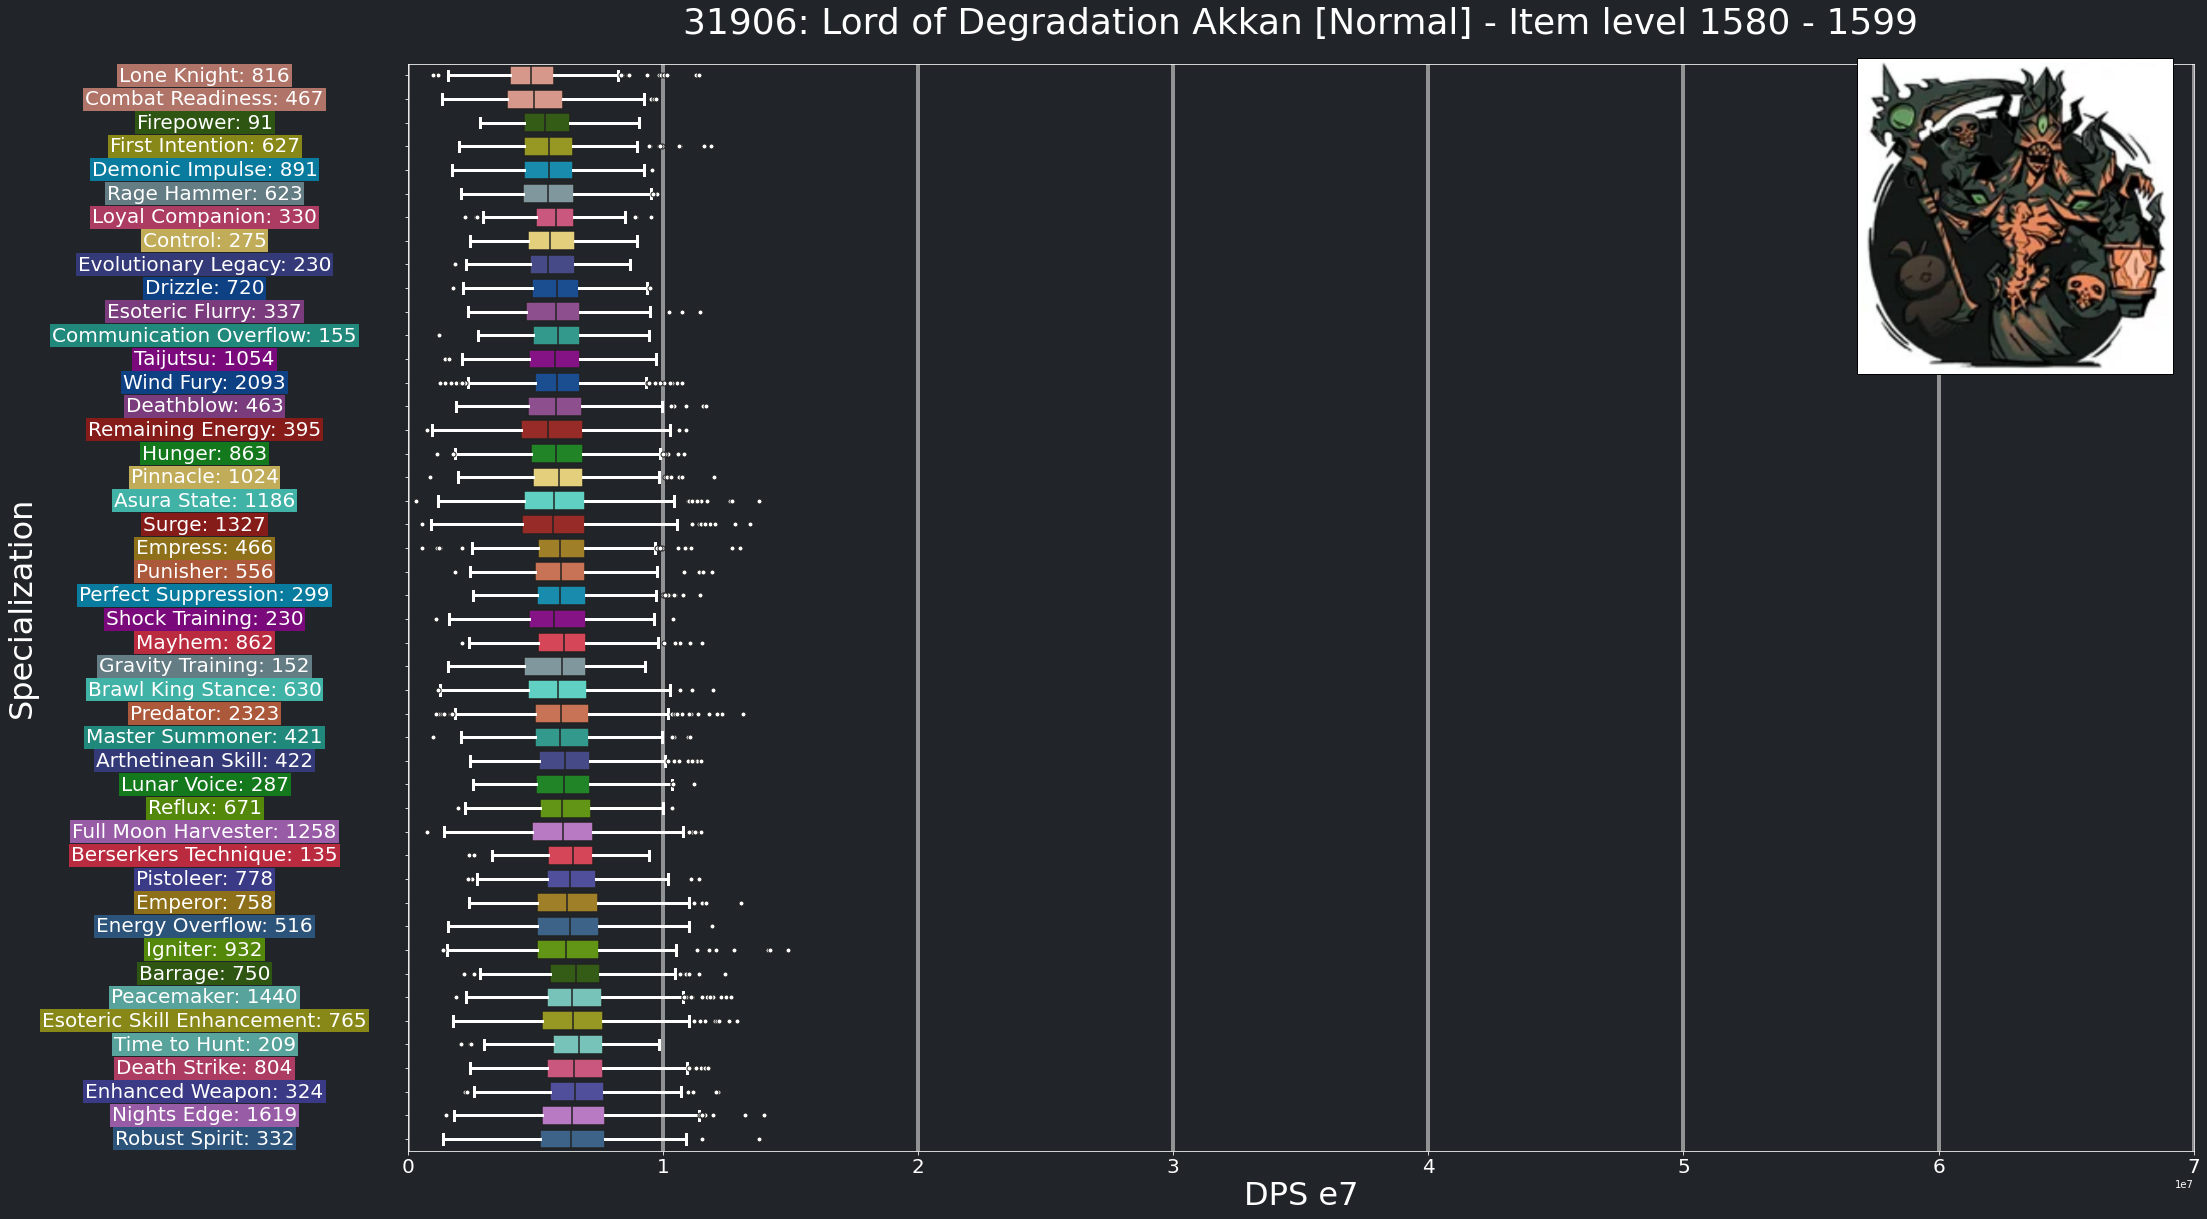 31906: Lord of Degradation Akkan [Normal] - Item level 1580 - 1599
Lone Knight: 816
Combat Readiness: 467
Firepower: 91
First Intention: 627
Demonic Impulse: 891
Rage Hammer: 623
Loyal Companion: 330
Control: 275
Evolutionary Legacy: 230
Drizzle: 720
Esoteric Flurry: 337
Communication Overflow: 155
Taijutsu: 1054
Wind Fury: 2093
Deathblow: 463
Remaining Energy: 395
Hunger: 863
Pinnacle: 1024
Asura State: 1186
Surge: 1327
Empress: 466
Punisher: 556
Perfect Suppression: 299
Shock Training: 230
Mayhem: 862
Gravity Training: 152
Brawl King Stance: 630
Predator: 2323
Master Summoner: 421
Arthetinean Skill: 422
Lunar Voice: 287
Reflux: 671
Full Moon Harvester: 1258
Berserkers Technique: 135
Pistoleer: 778
Emperor: 758
Energy Overflow: 516
Igniter: 932
Barrage: 750
Peacemaker: 1440
Esoteric Skill Enhancement: 765
Time to Hunt: 209
Death Strike: 804
Enhanced Weapon: 324
Nights Edge: 1619
Robust Spirit: 332
Specialization
0 1 2 3 4 5 6 7
1e7
DPS e7